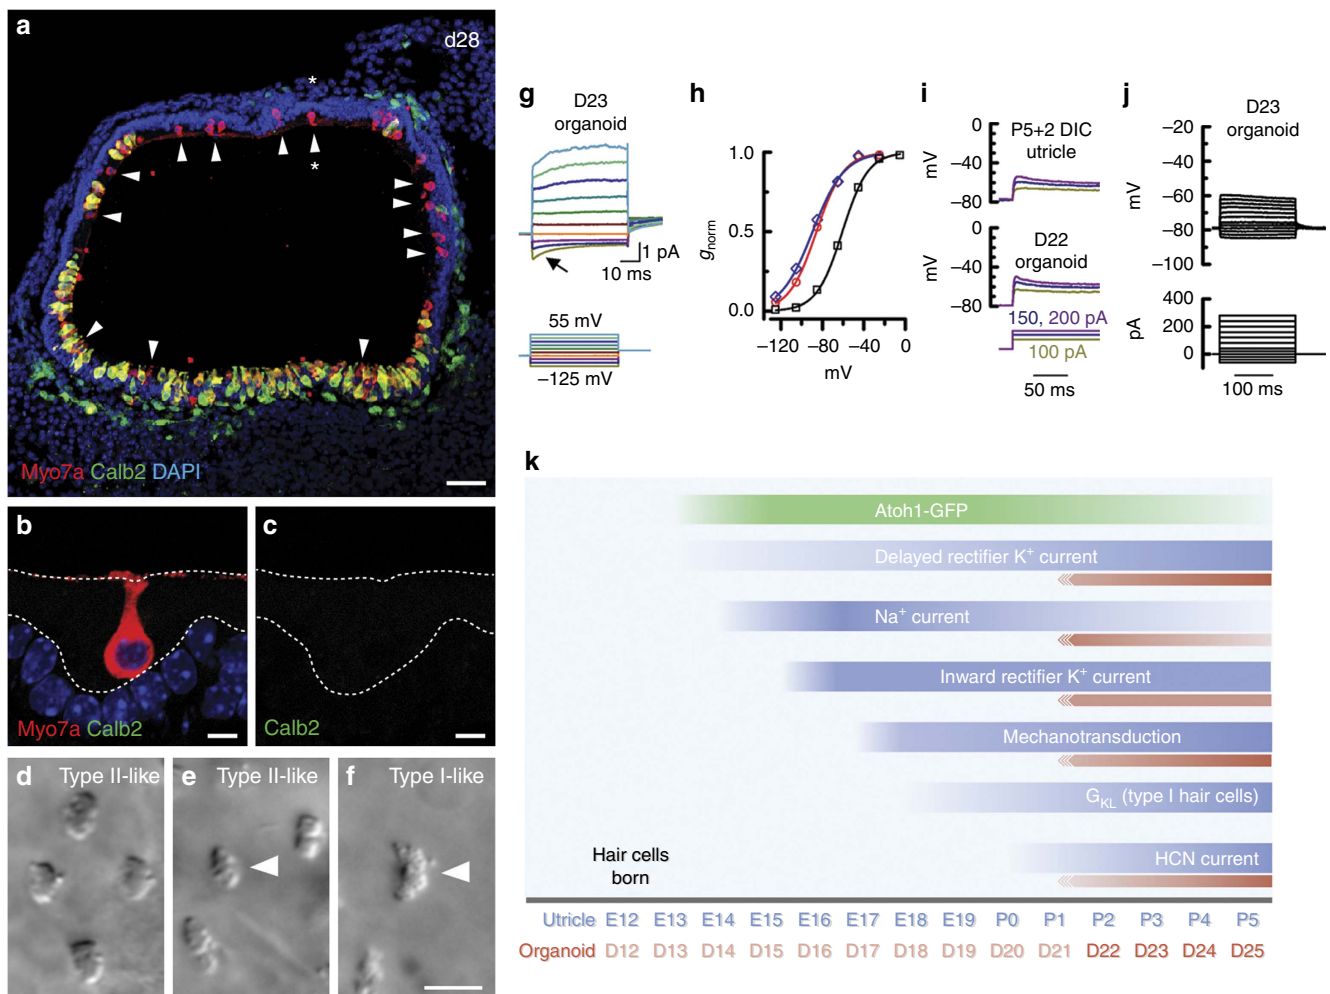 a
d28
*
*
Myo7a Calb2 DAPI
b
Myo7a Calb2
c
Calb2
d Type II-like
e Type II-like
f Type I-like
g
D23
organoid
1 pA
10 ms
55 mV
−125 mV
h
1.0
0.5
0.0
gnorm
−120 −80 −40 0
mV
i
P5+2 DIC
utricle
0
−40
−80
mV
D22
organoid
0
−40
−80
mV
150, 200 pA
100 pA
50 ms
j
D23
organoid
−20
−40
−60
−80
−100
mV
400
200
0
pA
100 ms
k
Atoh1-GFP
Delayed rectifier K+ current
Na+ current
Inward rectifier K+ current
Mechanotransduction
GKL (type I hair cells)
HCN current
Hair cells
born
Utricle E12 E13 E14 E15 E16 E17 E18 E19 P0 P1 P2 P3 P4 P5
Organoid D12 D13 D14 D15 D16 D17 D18 D19 D20 D21 D22 D23 D24 D25